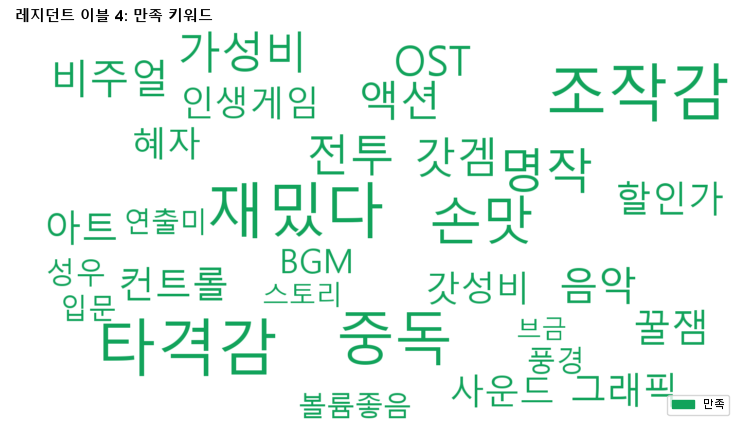 레지던트 이블 4: 만족 키워드
가성비
OST
비주얼
조작감
인생게임
액션
혜자
전투
갓겜
명작
할인가
재밌다
손맛
아트
연출미
BGM
성우
컨트롤
스토리
갓성비
음악
입문
타격감
중독
브금
꿀잼
풍경
사운드
그래픽
볼륨좋음
만족